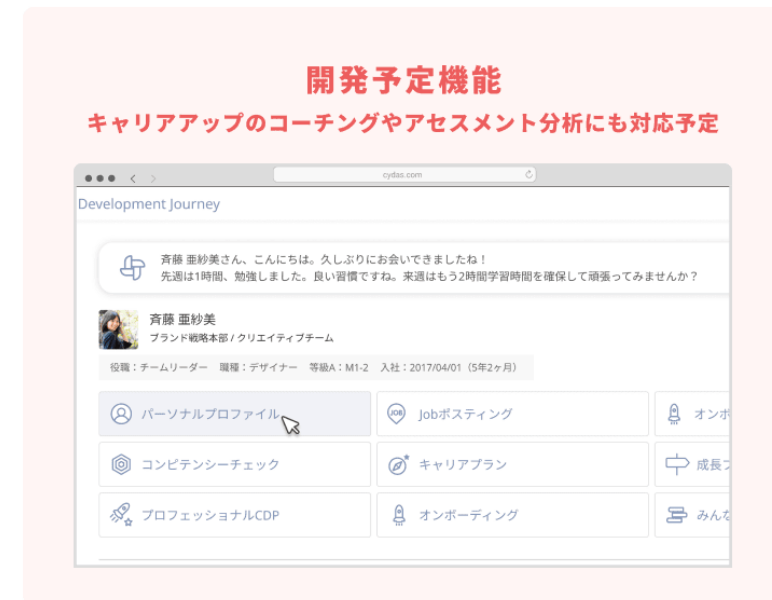 開発予定機能
キャリアアップのコーチングやアセスメント分析にも対応予定
cydas.com
Development Journey
斉藤 亜紗美さん、こんにちは。久しぶりにお会いできましたね！
先週は1時間、勉強しました。良い習慣ですね。来週はもう2時間学習時間を確保して頑張ってみませんか？
斉藤 亜紗美
ブランド戦略本部 / クリエイティブチーム
役職：チームリーダー 職種：デザイナー 等級A：M1-2 入社：2017/04/01（5年2ヶ月）
パーソナルプロファイル JOB Jobポスティング オンボ
コンピテンシーチェック キャリアプラン 成長プ
プロフェッショナルCDP オンボーディング みんな